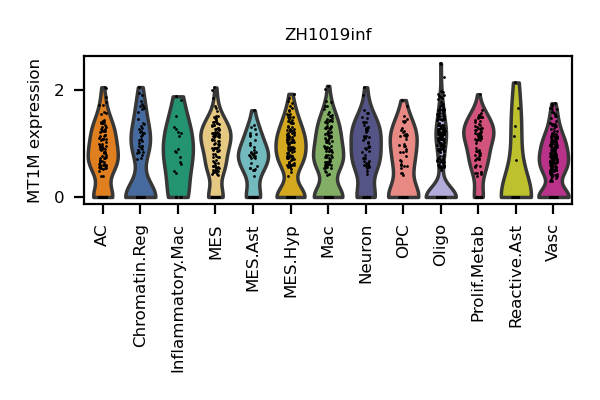 ZH1019inf
MT1M expression
2
0
AC
Chromatin.Reg
Inflammatory.Mac
MES
MES.Ast
MES.Hyp
Mac
Neuron
OPC
Oligo
Prolif.Metab
Reactive.Ast
Vasc